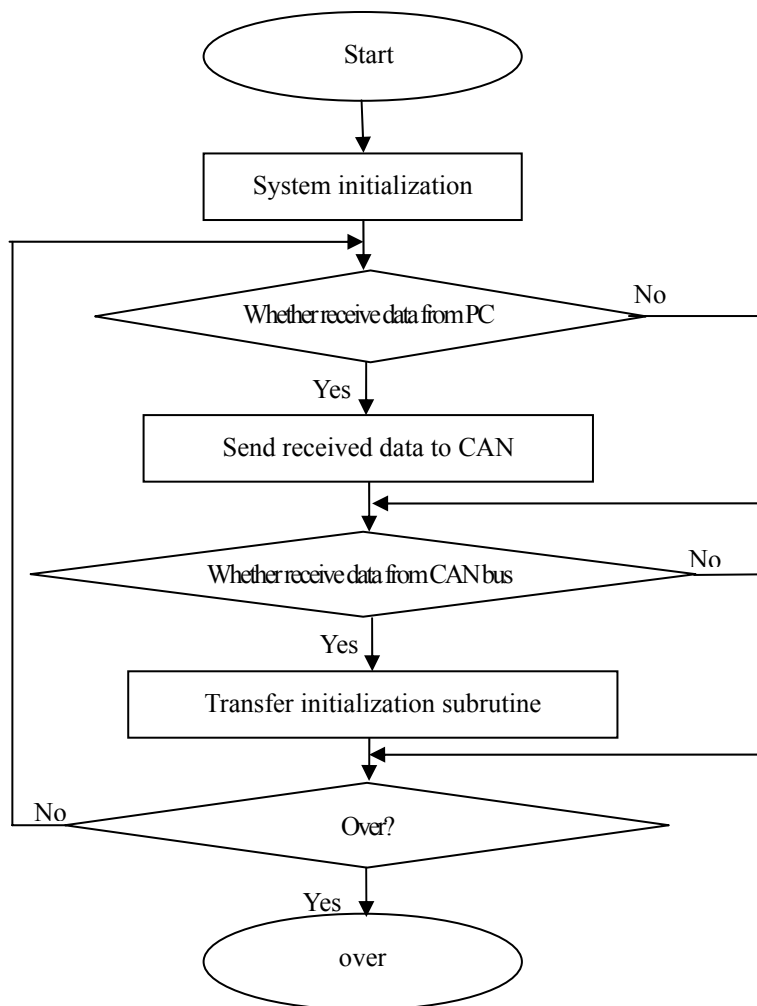 Start
System initialization
Whether receive data from PC
No
Yes
Send received data to CAN
Whether receive data from CAN bus
No
Yes
Transfer initialization subrutine
No
Over?
Yes
over